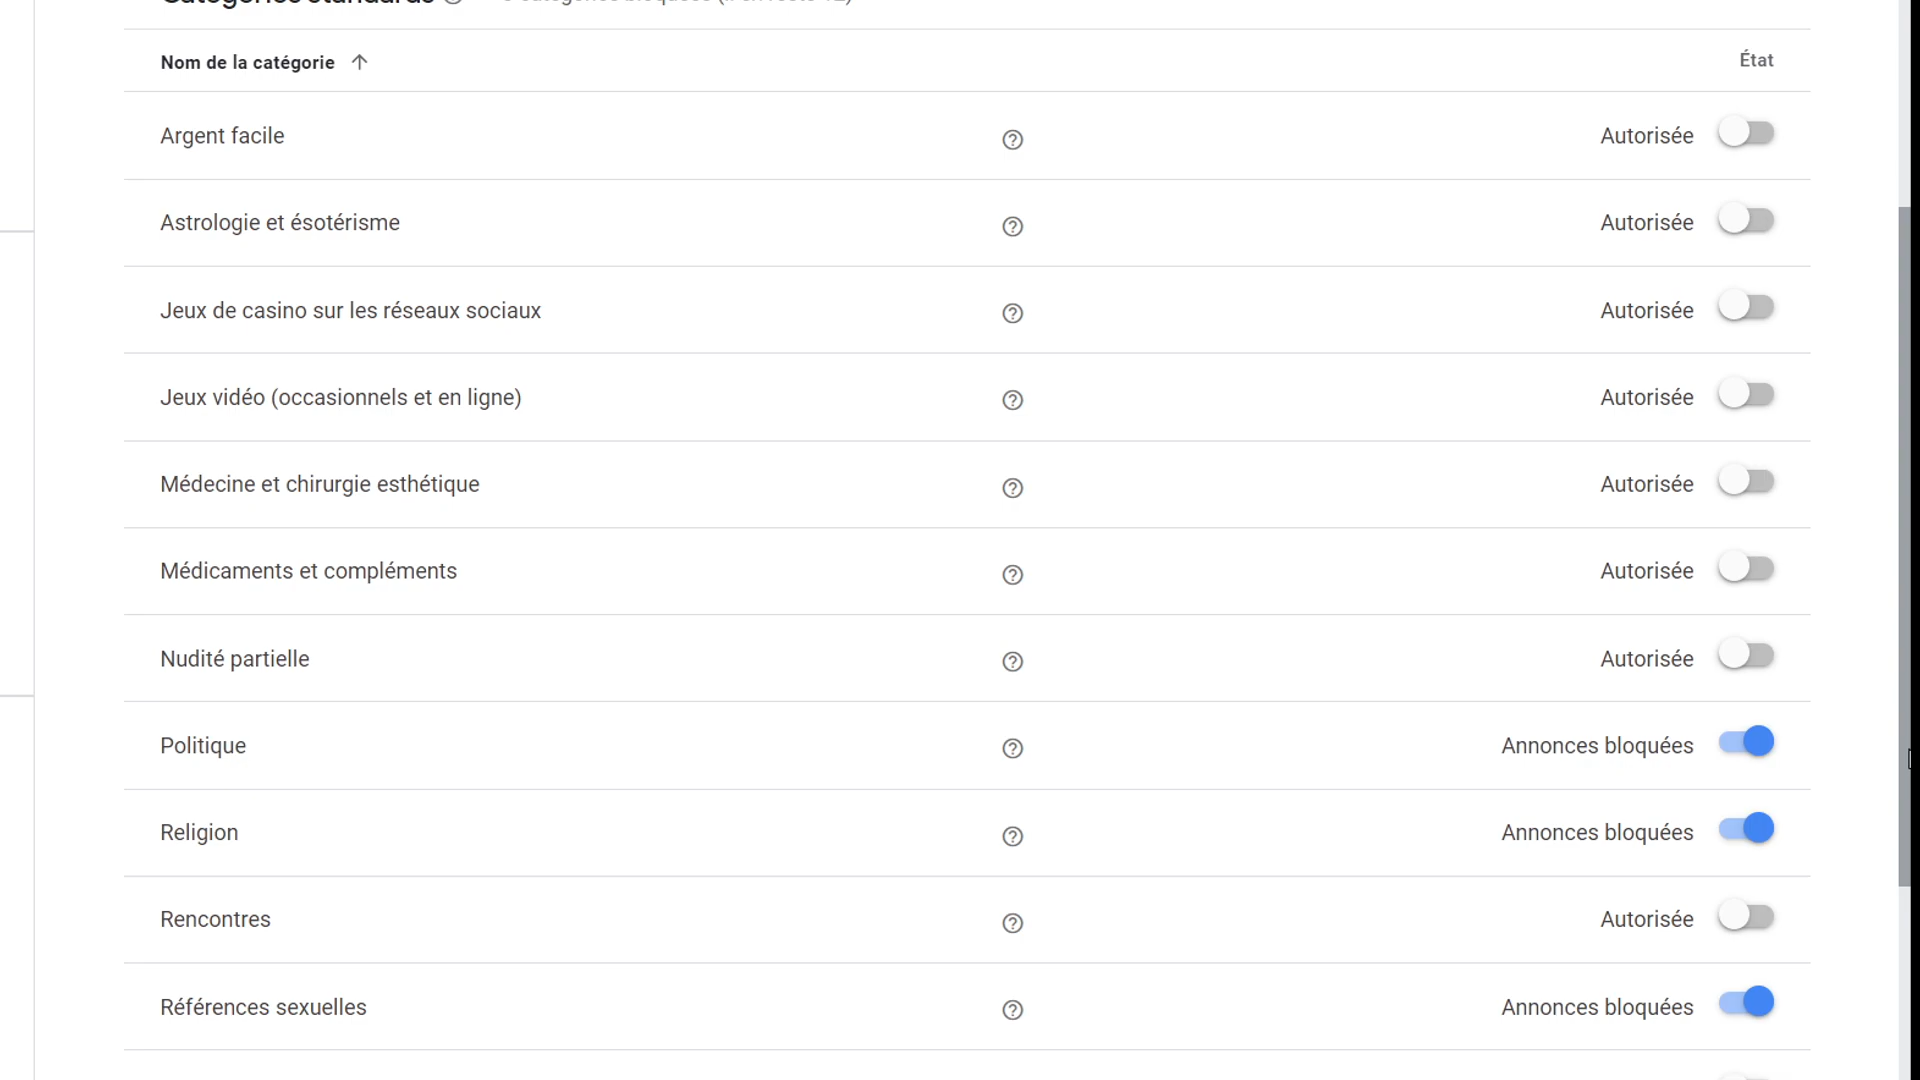 Catégories standards
Nom de la catégorie
État
Argent facile
Autorisée
Astrologie et ésotérisme
Autorisée
Jeux de casino sur les réseaux sociaux
Autorisée
Jeux vidéo (occasionnels et en ligne)
Autorisée
Médecine et chirurgie esthétique
Autorisée
Médicaments et compléments
Autorisée
Nudité partielle
Autorisée
Politique
Annonces bloquées
Religion
Annonces bloquées
Rencontres
Autorisée
Références sexuelles
Annonces bloquées